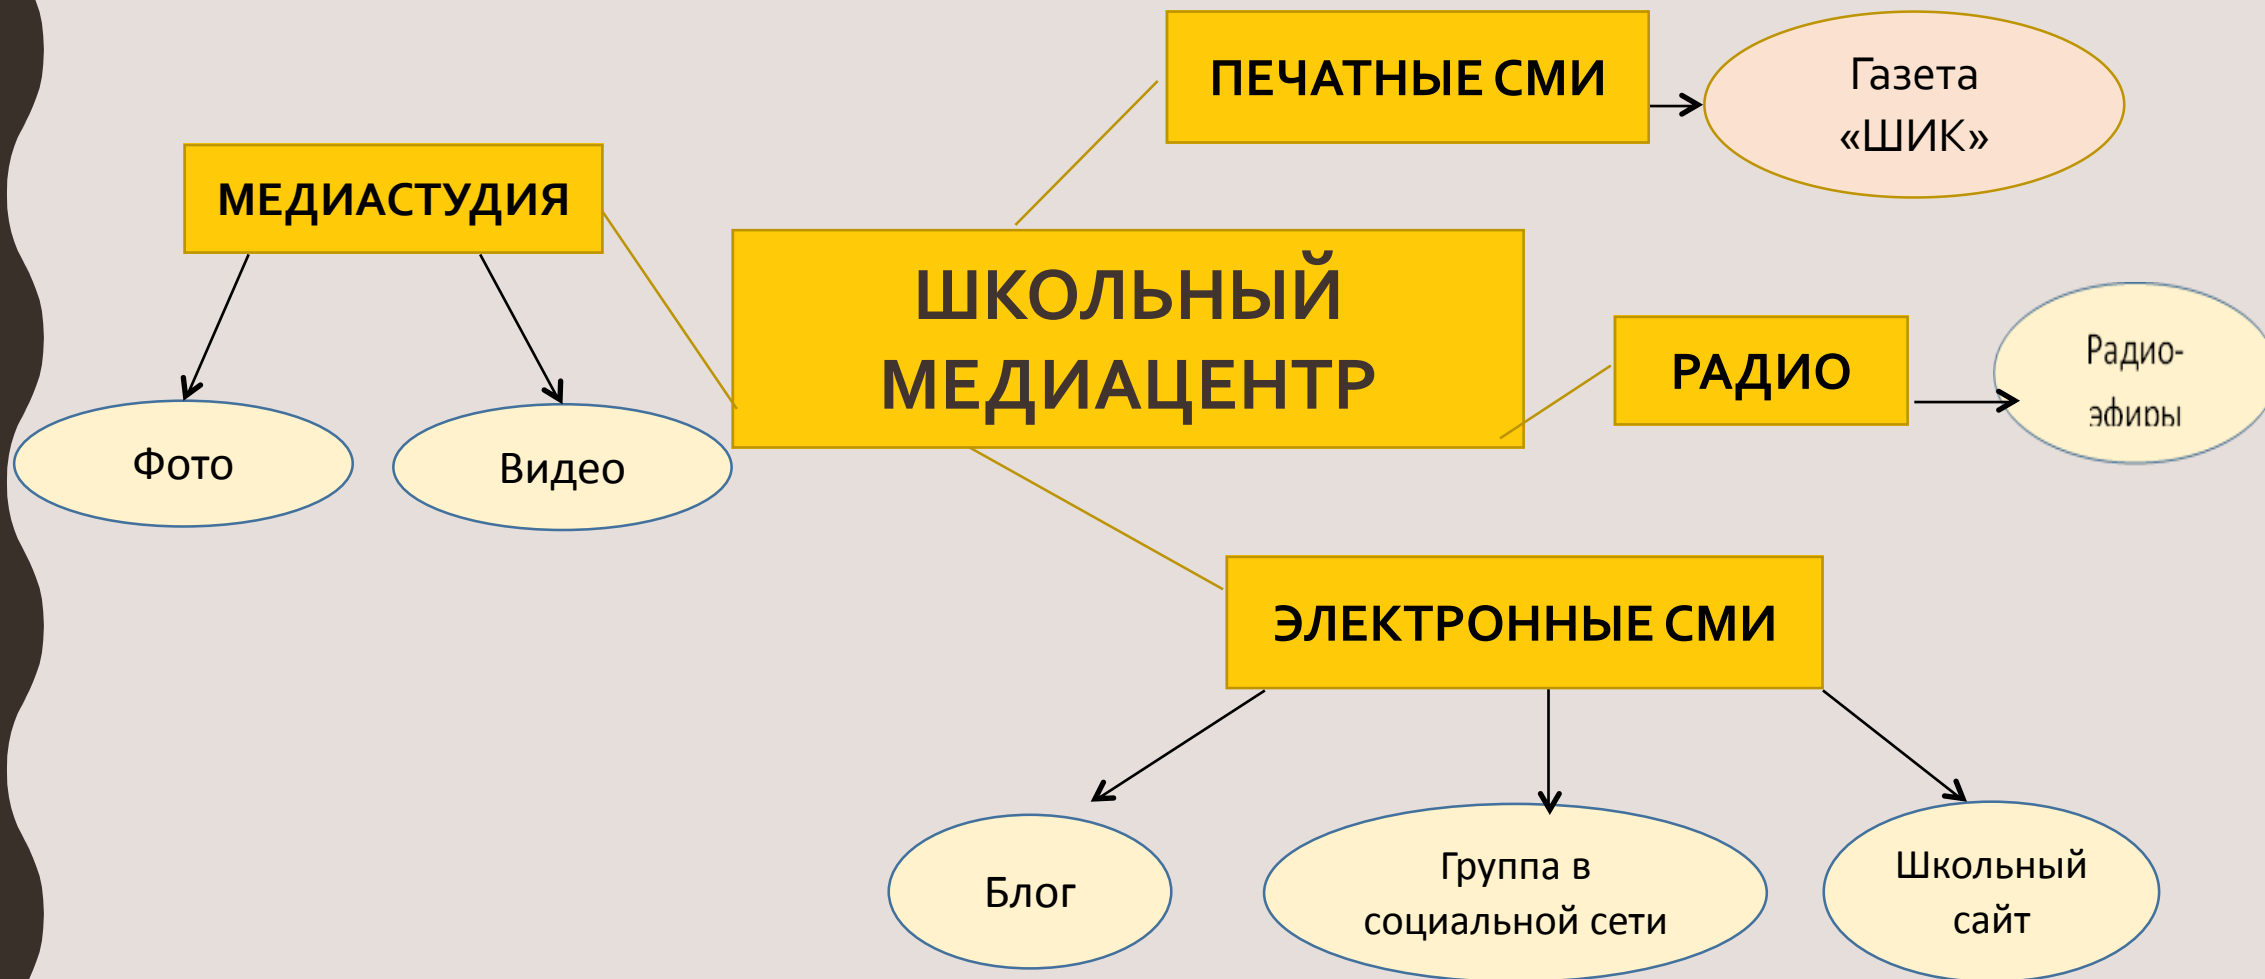 ПЕЧАТНЫЕ СМИ
Газета
«ШИК»
МЕДИАСТУДИЯ
ШКОЛЬНЫЙ
МЕДИАЦЕНТР
РАДИО
Радио-
эфиры
Фото
Видео
ЭЛЕКТРОННЫЕ СМИ
Блог
Группа в
социальной сети
Школьный
сайт